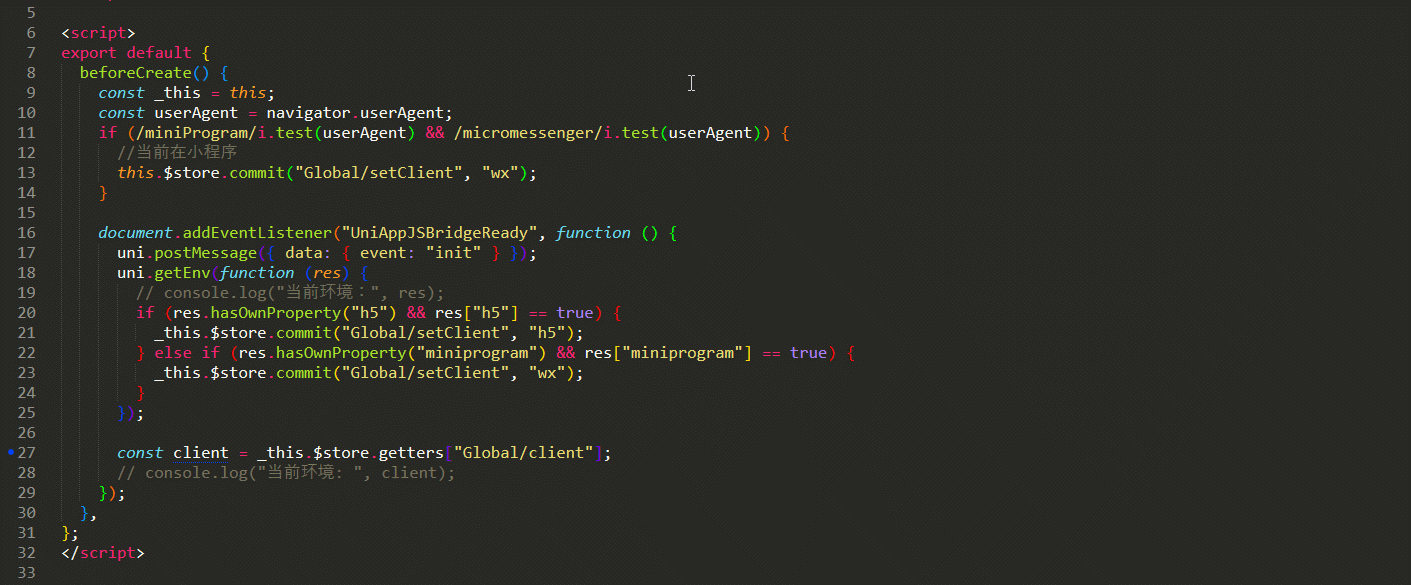 5
6 <script>
7 export default {
8 beforeCreate() {
9 const _this = this;
10 const userAgent = navigator.userAgent;
11 if (/miniProgram/i.test(userAgent) && /micromessenger/i.test(userAgent)) {
12 //当前在小程序
13 this.$store.commit("Global/setClient", "wx");
14 }
15
16 document.addEventListener("UniAppJSBridgeReady", function () {
17 uni.postMessage({ data: { event: "init" } });
18 uni.getEnv(function (res) {
19 // console.log("当前环境：", res);
20 if (res.hasOwnProperty("h5") && res["h5"] == true) {
21 _this.$store.commit("Global/setClient", "h5");
22 } else if (res.hasOwnProperty("miniprogram") && res["miniprogram"] == true) {
23 _this.$store.commit("Global/setClient", "wx");
24 }
25 });
26
27 const client = _this.$store.getters["Global/client"];
28 // console.log("当前环境: ", client);
29 });
30 },
31 };
32 </script>
33